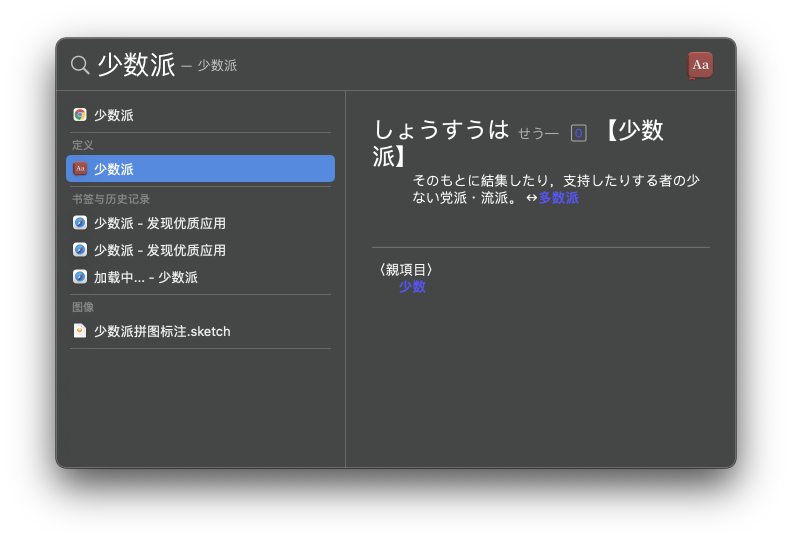 少数派 — 少数派
Aa
少数派
定义
Aa 少数派
书签与历史记录
少数派 - 发现优质应用
少数派 - 发现优质应用
加载中... - 少数派
图像
少数派拼图标注.sketch
しょうすうは せう— 0 【少数
派】
そのもとに結集したり，支持したりする者の少
ない党派・流派。↔多数派
〈親項目〉
少数